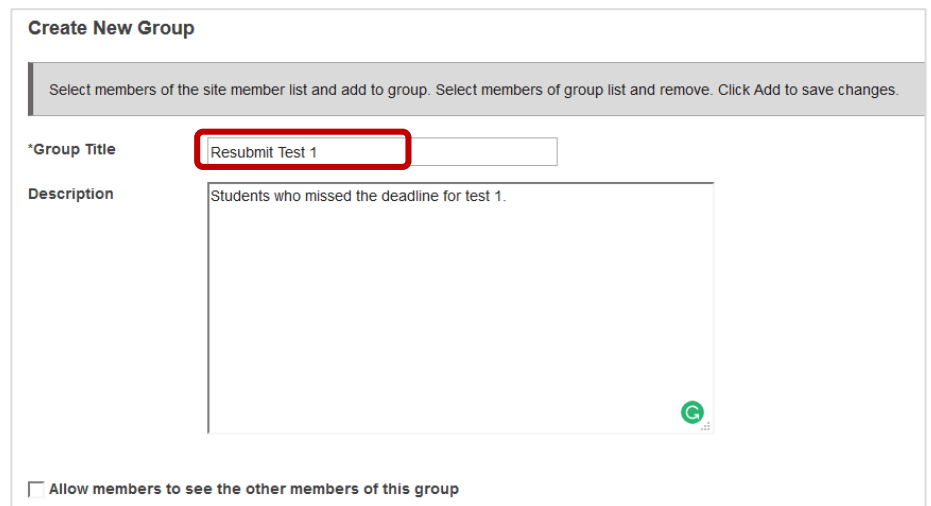 Create New Group
Select members of the site member list and add to group. Select members of group list and remove. Click Add to save changes.
*Group Title
Resubmit Test 1
Description
Students who missed the deadline for test 1.
Allow members to see the other members of this group